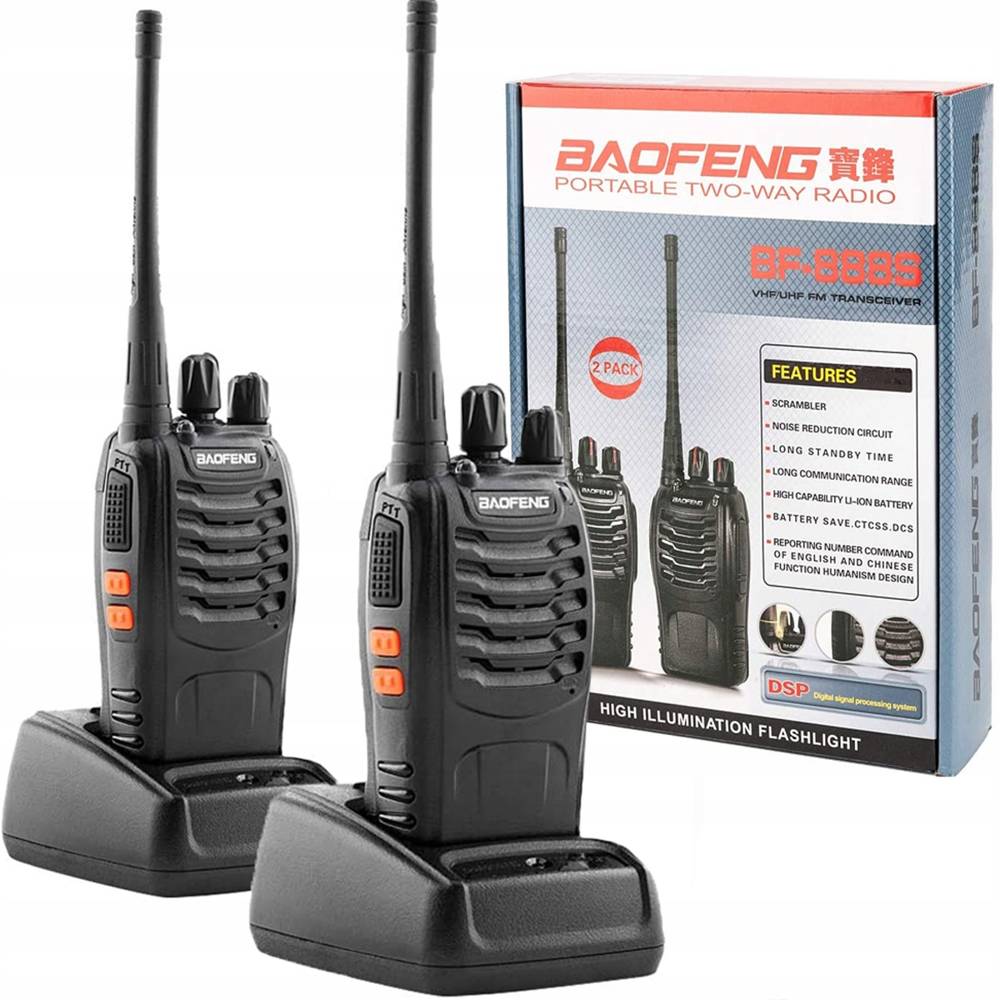 BAOFENG 寶鋒
PORTABLE TWO-WAY RADIO
BF-888S
VHF/UHF FM TRANSCEIVER
2 PACK
FEATURES
SCRAMBLER
NOISE REDUCTION CIRCUIT
LONG STANDBY TIME
LONG COMMUNICATION RANGE
HIGH CAPABILITY LI-ION BATTERY
BATTERY SAVE.CTCSS.DCS
REPORTING NUMBER COMMAND
OF ENGLISH AND CHINESE
FUNCTION HUMANISM DESIGN
DSP Digital signal processing system
HIGH ILLUMINATION FLASHLIGHT
BF-888S
BAOFENG 寶鋒
BAOFENG
PTT
BAOFENG
PTT